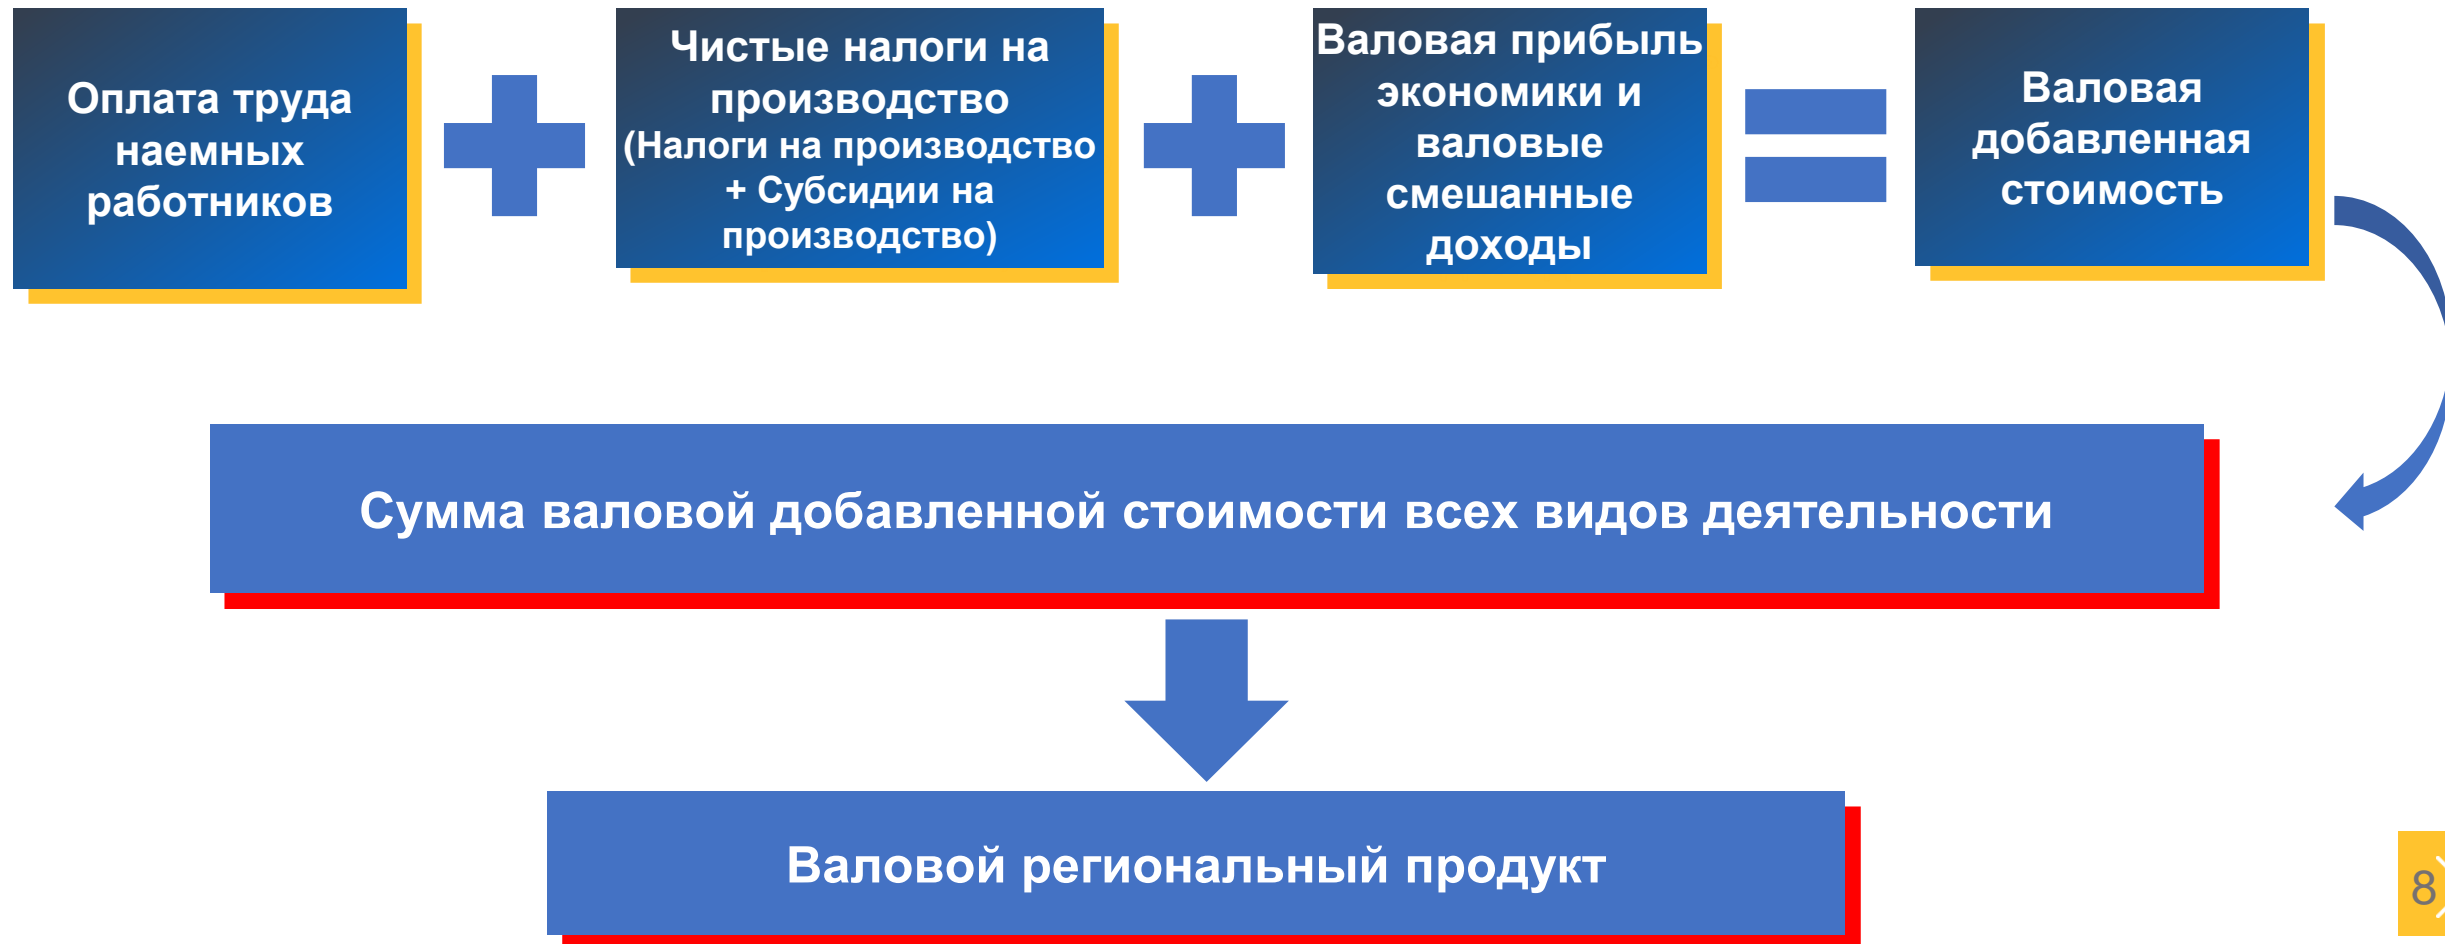 Оплата труда
наемных
работников
Чистые налоги на
производство
(Налоги на производство
+ Субсидии на
производство)
Валовая прибыль
экономики и
валовые
смешанные
доходы
Валовая
добавленная
стоимость
Сумма валовой добавленной стоимости всех видов деятельности
Валовой региональный продукт
8